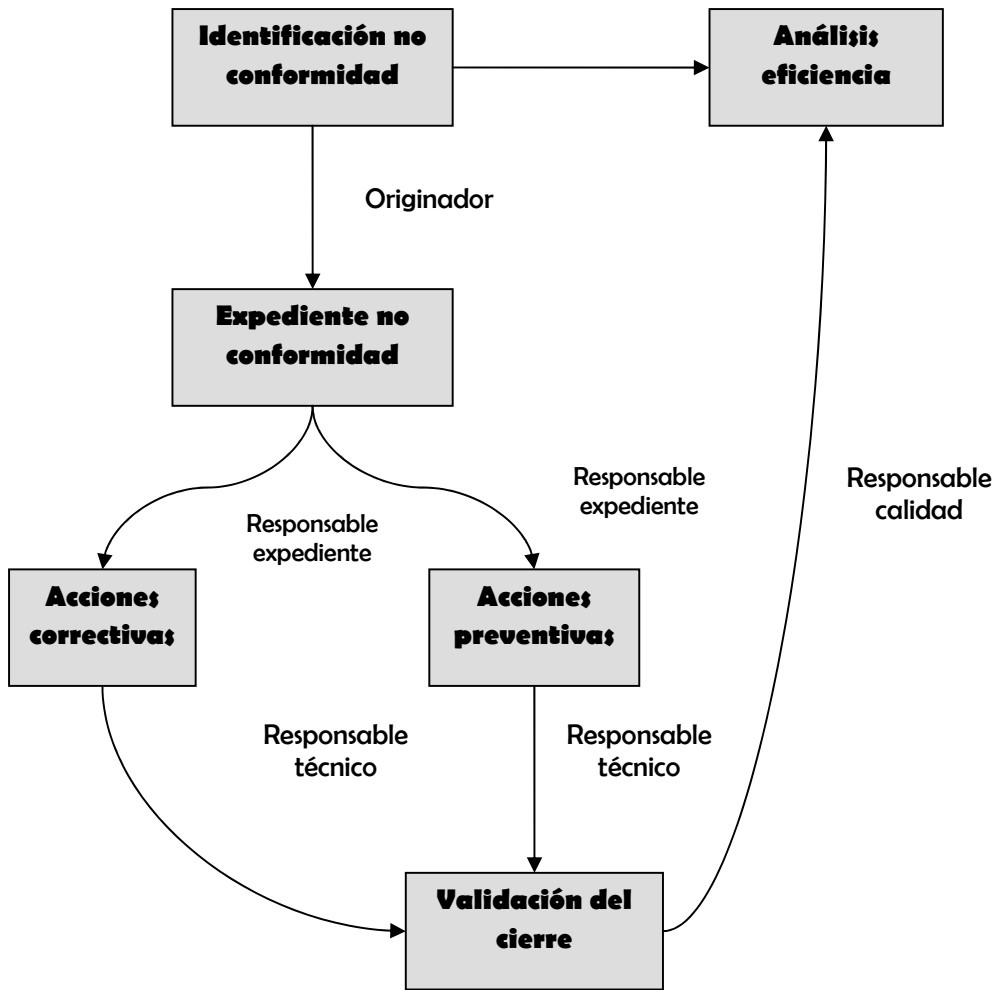 Identificación no
conformidad
Análisis
eficiencia
Originador
Expediente no
conformidad
Responsable
expediente
Responsable
expediente
Responsable
calidad
Acciones
correctivas
Acciones
preventivas
Responsable
técnico
Responsable
técnico
Validación del
cierre